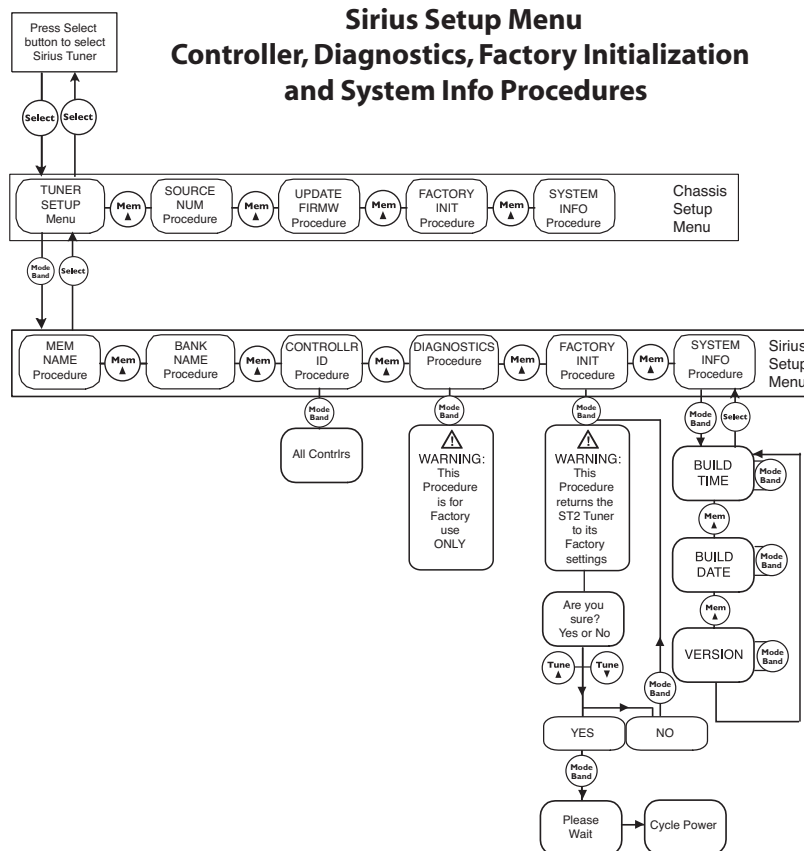 Sirius Setup Menu
Controller, Diagnostics, Factory Initialization
and System Info Procedures
Press Select
button to select
Sirius Tuner
Select
Select
TUNER
SETUP
Menu
Mem
SOURCE
NUM
Procedure
Mem
UPDATE
FIRMW
Procedure
Mem
FACTORY
INIT
Procedure
Mem
SYSTEM
INFO
Procedure
Chassis
Setup
Menu
Mode
Band
Select
MEM
NAME
Procedure
Mem
BANK
NAME
Procedure
Mem
CONTROLLR
ID
Procedure
Mem
DIAGNOSTICS
Procedure
Mem
FACTORY
INIT
Procedure
Mem
SYSTEM
INFO
Procedure
Sirius
Setup
Menu
Mode
Band
All Contrlrs
Mode
Band
WARNING:
This
Procedure
is for
Factory
use
ONLY
Mode
Band
WARNING:
This
Procedure
returns the
ST2 Tuner
to its
Factory
settings
Are you
sure?
Yes or No
Tune
Tune
YES
NO
Mode
Band
Mode
Band
Please
Wait
Cycle Power
Mode
Band
Select
BUILD
TIME
Mode
Band
Mem
BUILD
DATE
Mode
Band
Mem
VERSION
Mode
Band